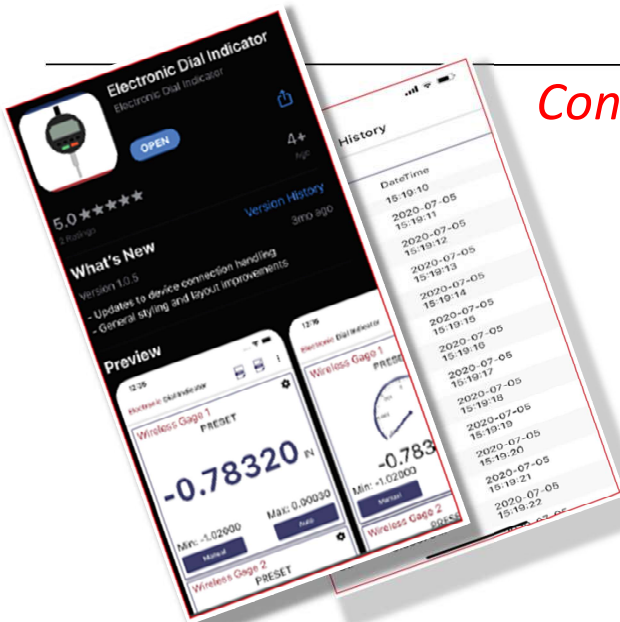 Con
Electronic Dial Indicator
Electronic Dial Indicator
OPEN
5.0★★★★★
2 Ratings
4+
Age
What's New
Version History
Version 1.0.5
3mo ago
- Updates to device connection handling
- General styling and layout improvements
Preview
Electronic Dial Indicator
Wireless Gage 1
PRESET
-0.78320 IN
Min: -1.02000
Max: 0.00030
Manual
Auto
Wireless Gage 2
PRESET
12:15
Electronic Dial Indicator
Wireless Gage 1
PRESE
-0.783
Min: -1.02000
Manual
Wireless Gage 2
PRESE
History
DateTime
15:19:10
2020-07-05
15:19:11
2020-07-05
15:19:12
2020-07-05
15:19:13
2020-07-05
15:19:14
2020-07-05
15:19:15
2020-07-05
15:19:16
2020-07-05
15:19:17
2020-07-05
15:19:18
2020-07-05
15:19:19
2020-07-05
15:19:20
2020-07-05
15:19:21
2020-07-05
15:19:22